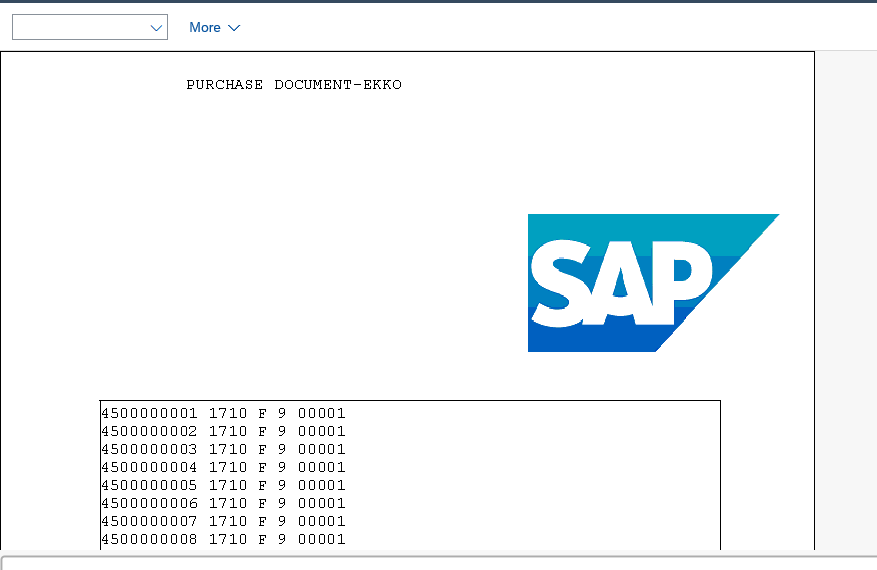 More
PURCHASE DOCUMENT-EKKO
SAP
4500000001 1710 F 9 00001
4500000002 1710 F 9 00001
4500000003 1710 F 9 00001
4500000004 1710 F 9 00001
4500000005 1710 F 9 00001
4500000006 1710 F 9 00001
4500000007 1710 F 9 00001
4500000008 1710 F 9 00001